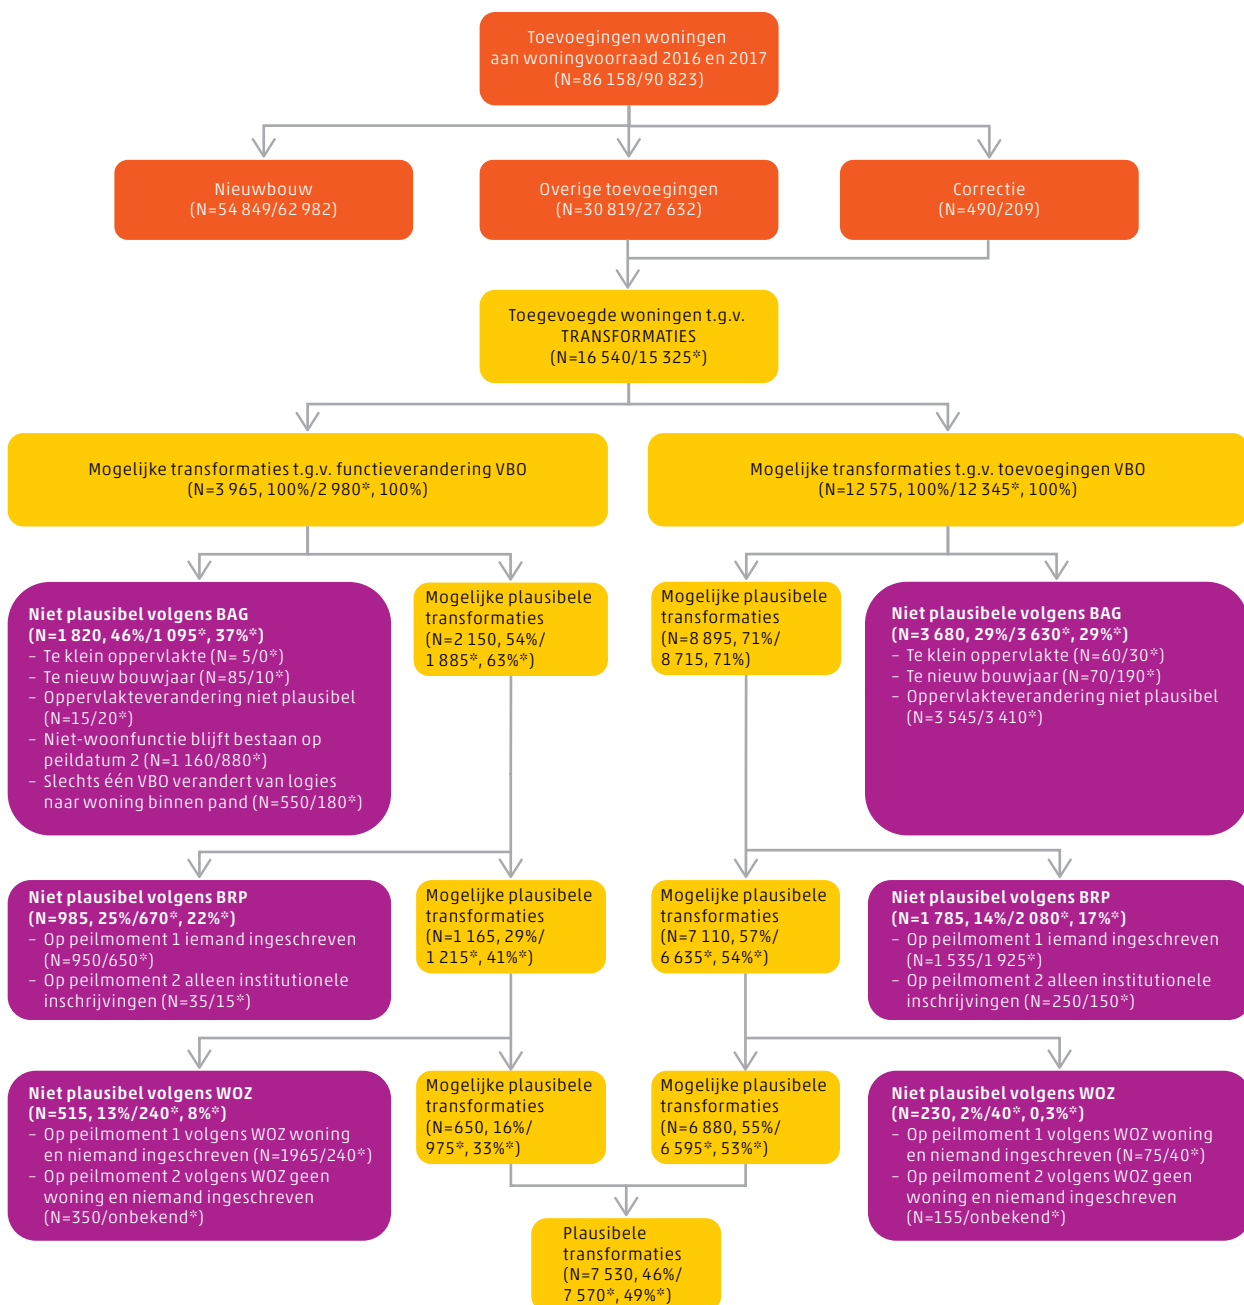 Toevoegingen woningen
aan woningvoorraad 2016 en 2017
(N=86 158/90 823)
Nieuwbouw
(N=54 849/62 982)
Overige toevoegingen
(N=30 819/27 632)
Correctie
(N=490/209)
Toegevoegde woningen t.g.v.
TRANSFORMATIES
(N=16 540/15 325*)
Mogelijke transformaties t.g.v. functieverandering VBO
(N=3 965, 100%/2 980*, 100%)
Mogelijke transformaties t.g.v. toevoegingen VBO
(N=12 575, 100%/12 345*, 100%)
Niet plausibel volgens BAG
(N=1 820, 46%/1 095*, 37%*)
– Te klein oppervlakte (N= 5/0*)
– Te nieuw bouwjaar (N=85/10*)
– Oppervlakteverandering niet plausibel
(N=15/20*)
– Niet-woonfunctie blijft bestaan op
peildatum 2 (N=1 160/880*)
– Slechts één VBO verandert van logies
naar woning binnen pand (N=550/180*)
Mogelijke plausibele
transformaties
(N=2 150, 54%/
1 885*, 63%*)
Mogelijke plausibele
transformaties
(N=8 895, 71%/
8 715, 71%)
Niet plausibele volgens BAG
(N=3 680, 29%/3 630*, 29%*)
– Te klein oppervlakte (N=60/30*)
– Te nieuw bouwjaar (N=70/190*)
– Oppervlakteverandering niet plausibel
(N=3 545/3 410*)
Niet plausibel volgens BRP
(N=985, 25%/670*, 22%*)
– Op peilmoment 1 iemand ingeschreven
(N=950/650*)
– Op peilmoment 2 alleen institutionele
inschrijvingen (N=35/15*)
Mogelijke plausibele
transformaties
(N=1 165, 29%/
1 215*, 41%*)
Mogelijke plausibele
transformaties
(N=7 110, 57%/
6 635*, 54%*)
Niet plausibel volgens BRP
(N=1 785, 14%/2 080*, 17%*)
– Op peilmoment 1 iemand ingeschreven
(N=1 535/1 925*)
– Op peilmoment 2 alleen institutionele
inschrijvingen (N=250/150*)
Niet plausibel volgens WOZ
(N=515, 13%/240*, 8%*)
– Op peilmoment 1 volgens WOZ woning
en niemand ingeschreven (N=1965/240*)
– Op peilmoment 2 volgens WOZ geen
woning en niemand ingeschreven
(N=350/onbekend*)
Mogelijke plausibele
transformaties
(N=650, 16%/
975*, 33%*)
Mogelijke plausibele
transformaties
(N=6 880, 55%/
6 595*, 53%*)
Niet plausibel volgens WOZ
(N=230, 2%/40*, 0,3%*)
– Op peilmoment 1 volgens WOZ woning
en niemand ingeschreven (N=75/40*)
– Op peilmoment 2 volgens WOZ geen
woning en niemand ingeschreven
(N=155/onbekend*)
Plausibele
transformaties
(N=7 530, 46%/
7 570*, 49%*)